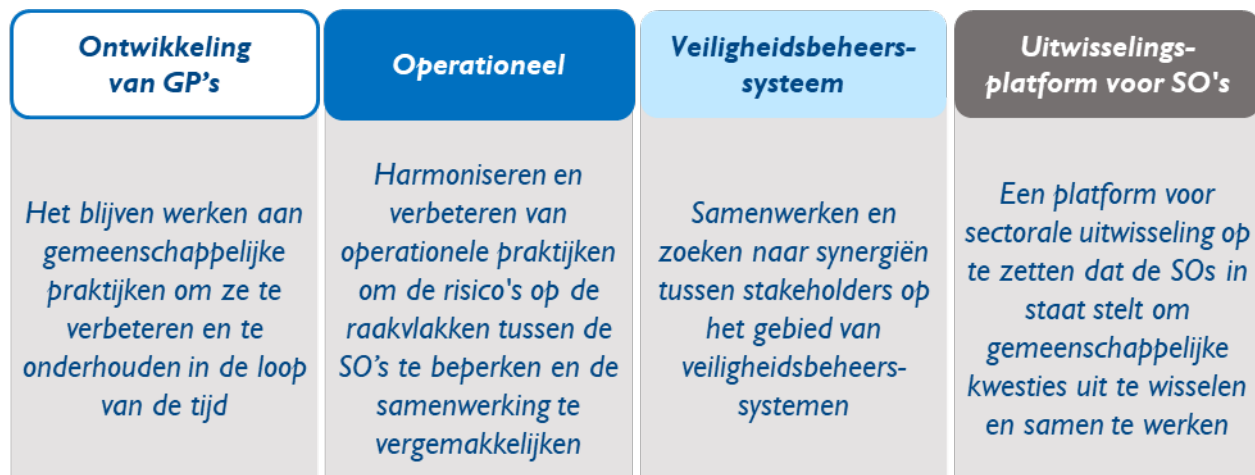 Ontwikkeling
van GP's
Het blijven werken aan
gemeenschappelijke
praktijken om ze te
verbeteren en te
onderhouden in de loop
van de tijd
Operationeel
Harmoniseren en
verbeteren van
operationele praktijken
om de risico's op de
raakvlakken tussen de
SO's te beperken en de
samenwerking te
vergemakkelijken
Veiligheidsbeheers-
systeem
Samenwerken en
zoeken naar synergiën
tussen stakeholders op
het gebied van
veiligheidsbeheers-
systemen
Uitwisselings-
platform voor SO's
Een platform voor
sectorale uitwisseling op
te zetten dat de SOs in
staat stelt om
gemeenschappelijke
kwesties uit te wisselen
en samen te werken